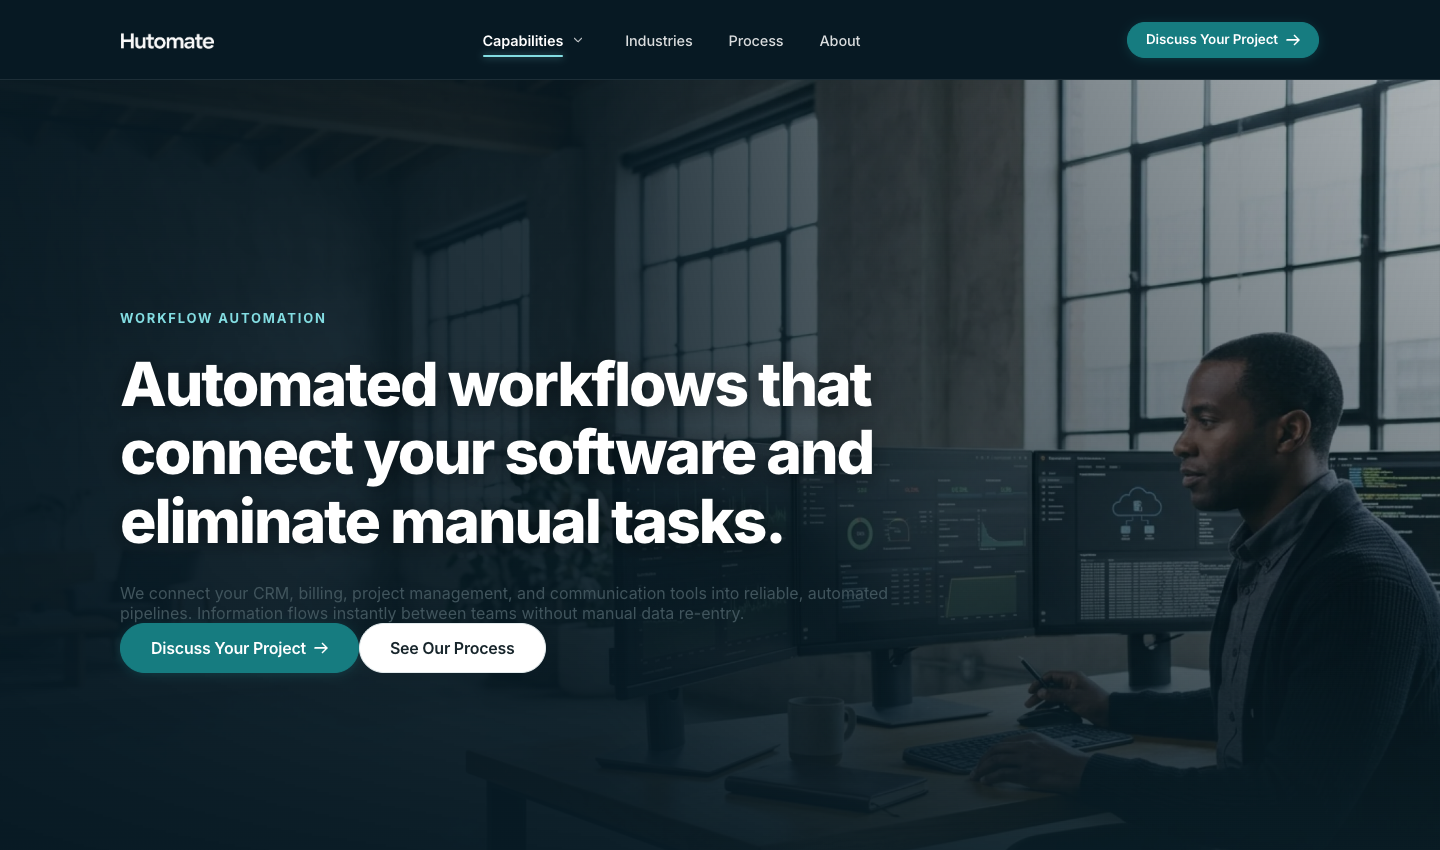 Hutomate
Capabilities
Industries
Process
About
Discuss Your Project
WORKFLOW AUTOMATION
Automated workflows that
connect your software and
eliminate manual tasks.
We connect your CRM, billing, project management, and communication tools into reliable, automated
pipelines. Information flows instantly between teams without manual data re-entry.
Discuss Your Project
See Our Process